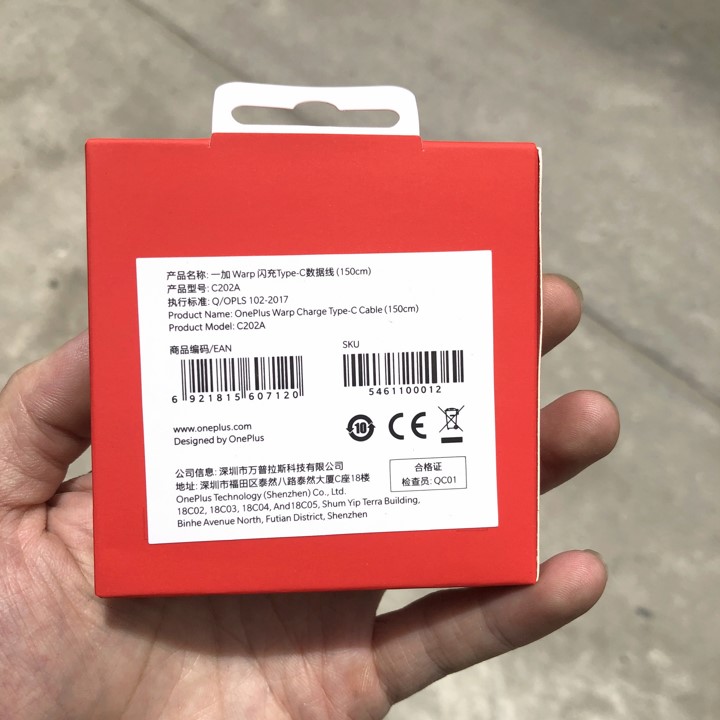 产品名称: 一加 Warp 闪充Type-C数据线 (150cm)
产品型号: C202A
执行标准: Q/OPLS 102-2017
Product Name: OnePlus Warp Charge Type-C Cable (150cm)
Product Model: C202A
商品编码/EAN
SKU
6 921815 607120
5461100012
www.oneplus.com
Designed by OnePlus
10
CE
公司信息: 深圳市万普拉斯科技有限公司
地址: 深圳市福田区泰然八路泰然大厦C座18楼
OnePlus Technology (Shenzhen) Co., Ltd.
18C02, 18C03, 18C04, And18C05, Shum Yip Terra Building,
Binhe Avenue North, Futian District, Shenzhen
合格证
检查员: QC01